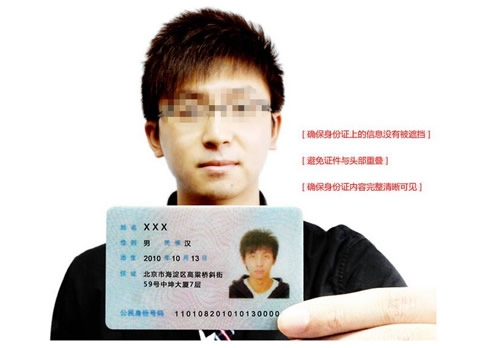 [ 确保身份证上的信息没有被遮挡 ]
[ 避免证件与头部重叠 ]
[ 确保身份证内容完整清晰可见 ]
姓名 XXX
性别 男 民族 汉
出生 2010 年 10 月 13 日
住址 北京市海淀区高梁桥斜街
59号中坤大厦7层
公民身份号码 110108201010130000